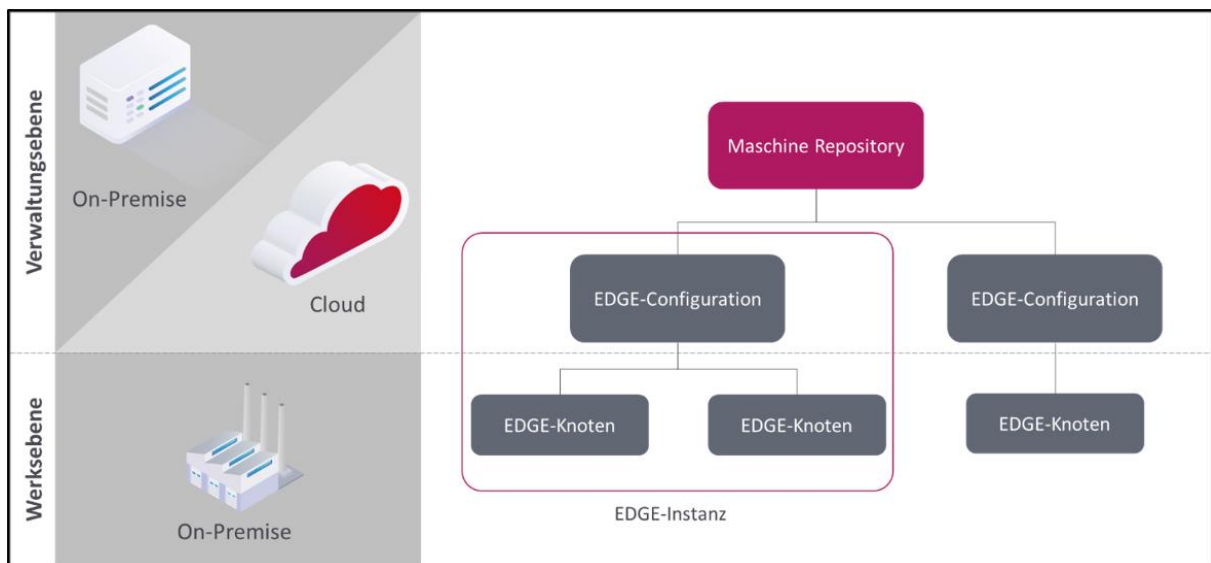 Verwaltungsebene
On-Premise
Cloud
Maschine Repository
EDGE-Configuration
EDGE-Configuration
Werksebene
On-Premise
EDGE-Knoten
EDGE-Knoten
EDGE-Knoten
EDGE-Instanz